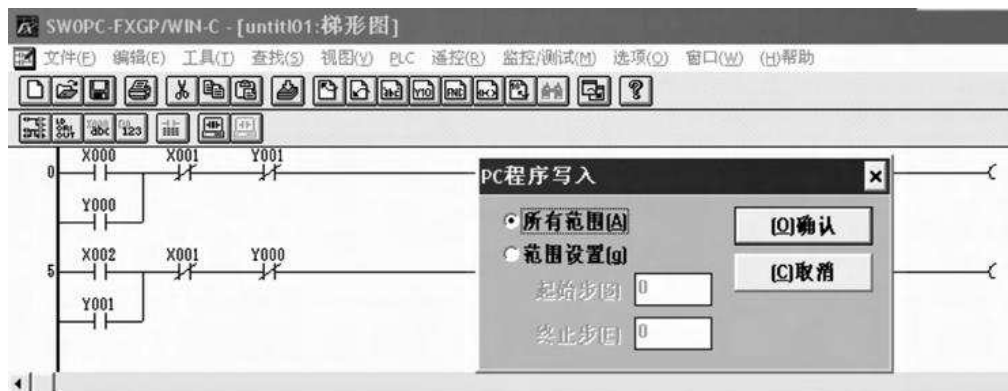 SW0PC-FXGP/WIN-C - [untitl01:梯形图]
文件(F) 编辑(E) 工具(T) 查找(S) 视图(V) PLC 遥控(R) 监控/测试(M) 选项(O) 窗口(W) (H)帮助
X000 X001 Y001
0
Y000
X002 X001 Y000
5
Y001
PC程序写入
所有范围[A]
范围设置[g]
起始步[S] 0
终止步[E] 0
[O]确认
[C]取消